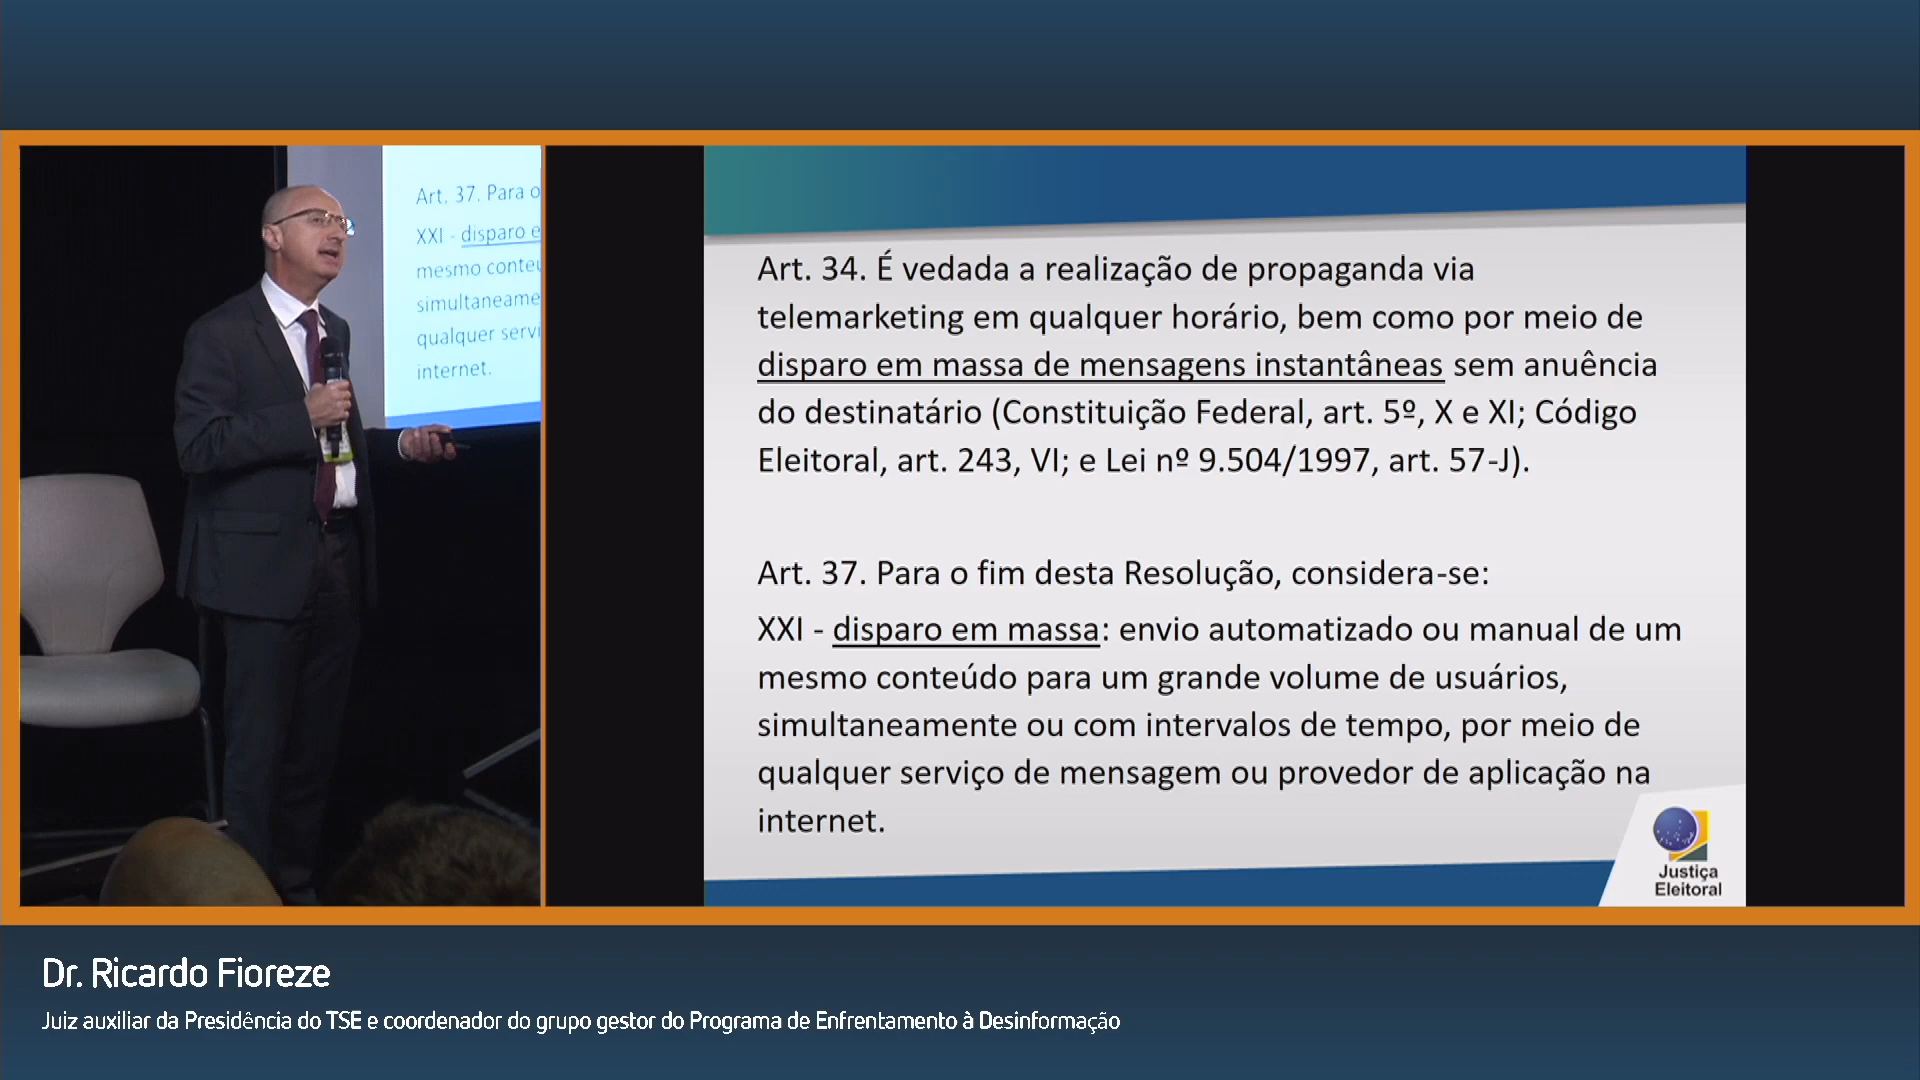 Art. 37. Para o
XXI - disparo e
mesmo conteú
simultaneame
qualquer servi
internet.
Art. 34. É vedada a realização de propaganda via
telemarketing em qualquer horário, bem como por meio de
disparo em massa de mensagens instantâneas sem anuência
do destinatário (Constituição Federal, art. 5º, X e XI; Código
Eleitoral, art. 243, VI; e Lei nº 9.504/1997, art. 57-J).
Art. 37. Para o fim desta Resolução, considera-se:
XXI - disparo em massa: envio automatizado ou manual de um
mesmo conteúdo para um grande volume de usuários,
simultaneamente ou com intervalos de tempo, por meio de
qualquer serviço de mensagem ou provedor de aplicação na
internet.
Justiça
Eleitoral
Dr. Ricardo Fioreze
Juiz auxiliar da Presidência do TSE e coordenador do grupo gestor do Programa de Enfrentamento à Desinformação